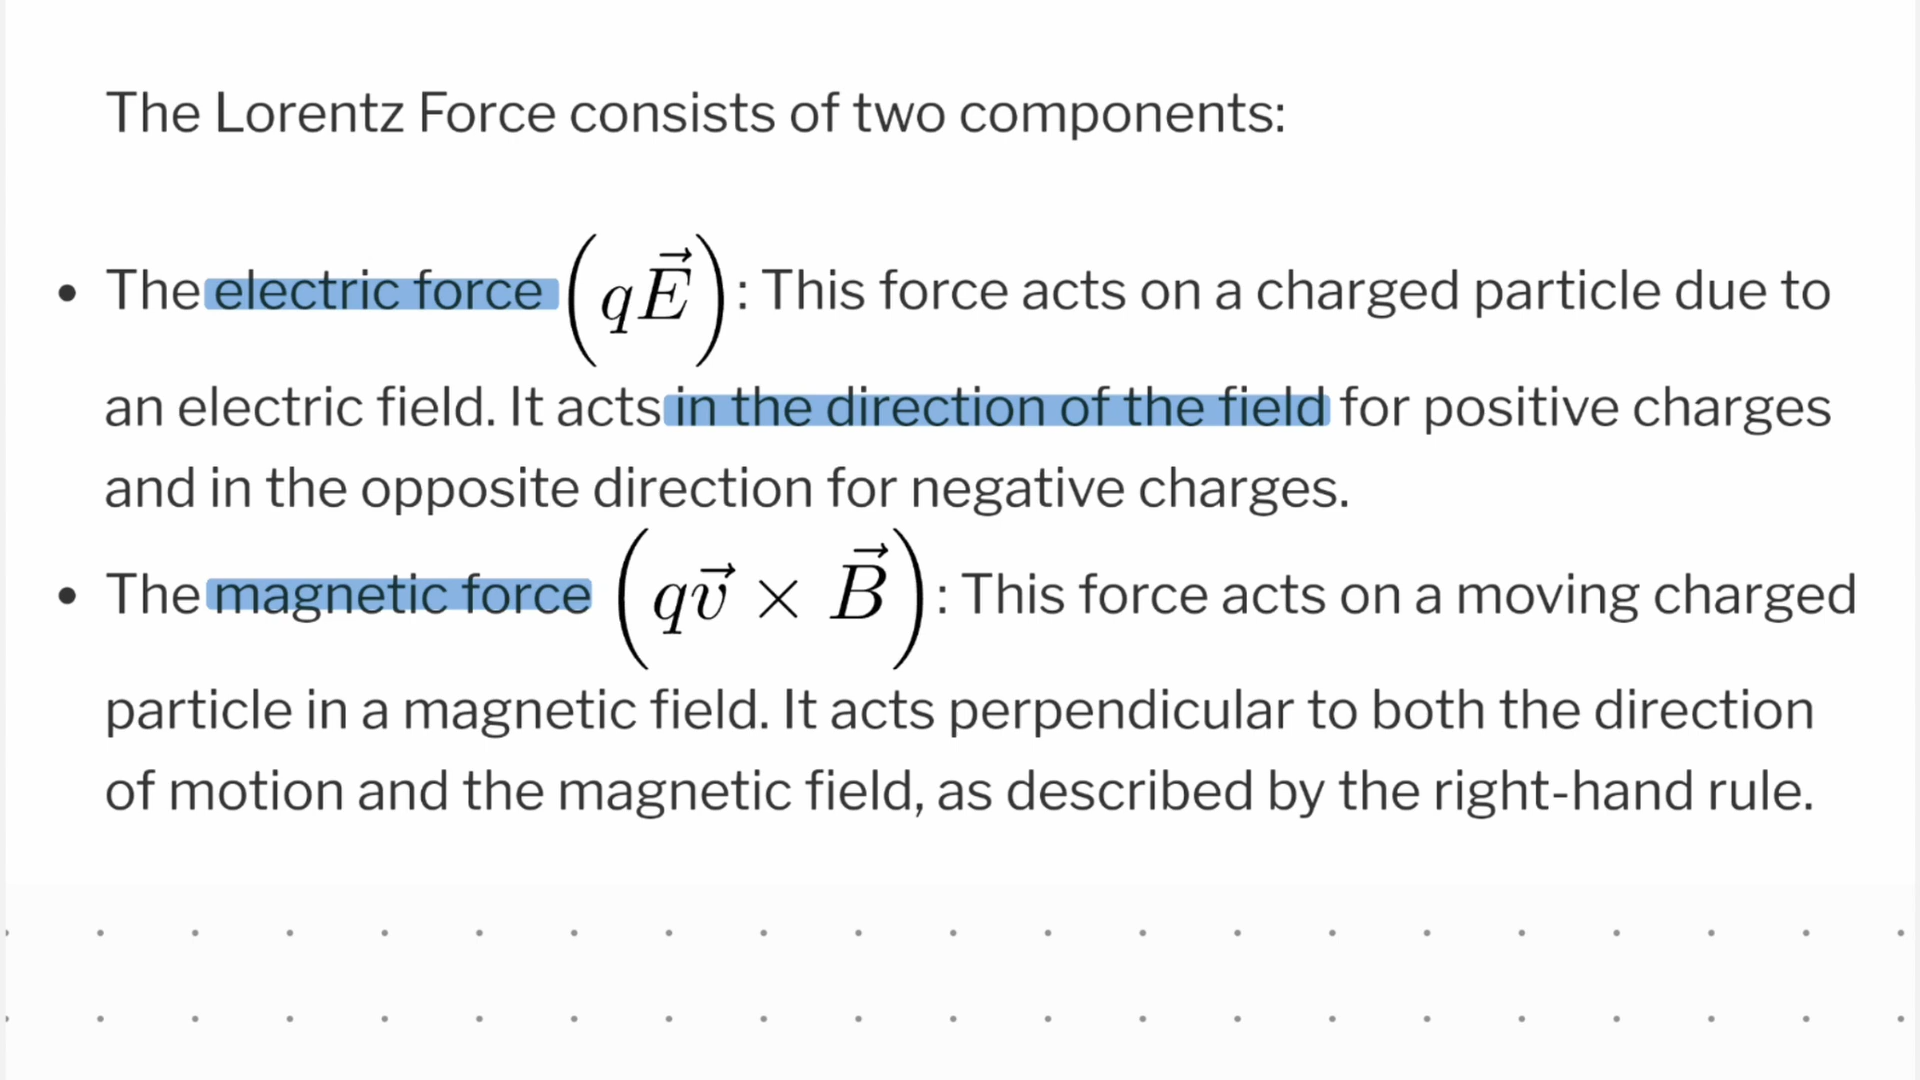 The Lorentz Force consists of two components:
• The electric force (qE⃗): This force acts on a charged particle due to
an electric field. It acts in the direction of the field for positive charges
and in the opposite direction for negative charges.
• The magnetic force (qv⃗ × B⃗): This force acts on a moving charged
particle in a magnetic field. It acts perpendicular to both the direction
of motion and the magnetic field, as described by the right-hand rule.